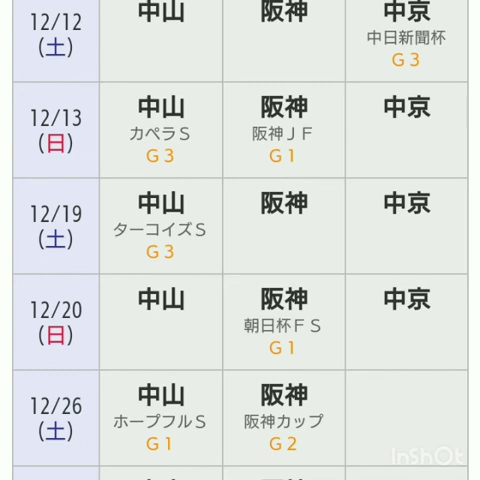 12/12
(土)
中山
阪神
中京
中日新聞杯
G3
12/13
(日)
中山
カペラS
G3
阪神
阪神JF
G1
中京
12/19
(土)
中山
ターコイズS
G3
阪神
中京
12/20
(日)
中山
阪神
朝日杯FS
G1
中京
12/26
(土)
中山
ホープフルS
G1
阪神
阪神カップ
G2
InShOt